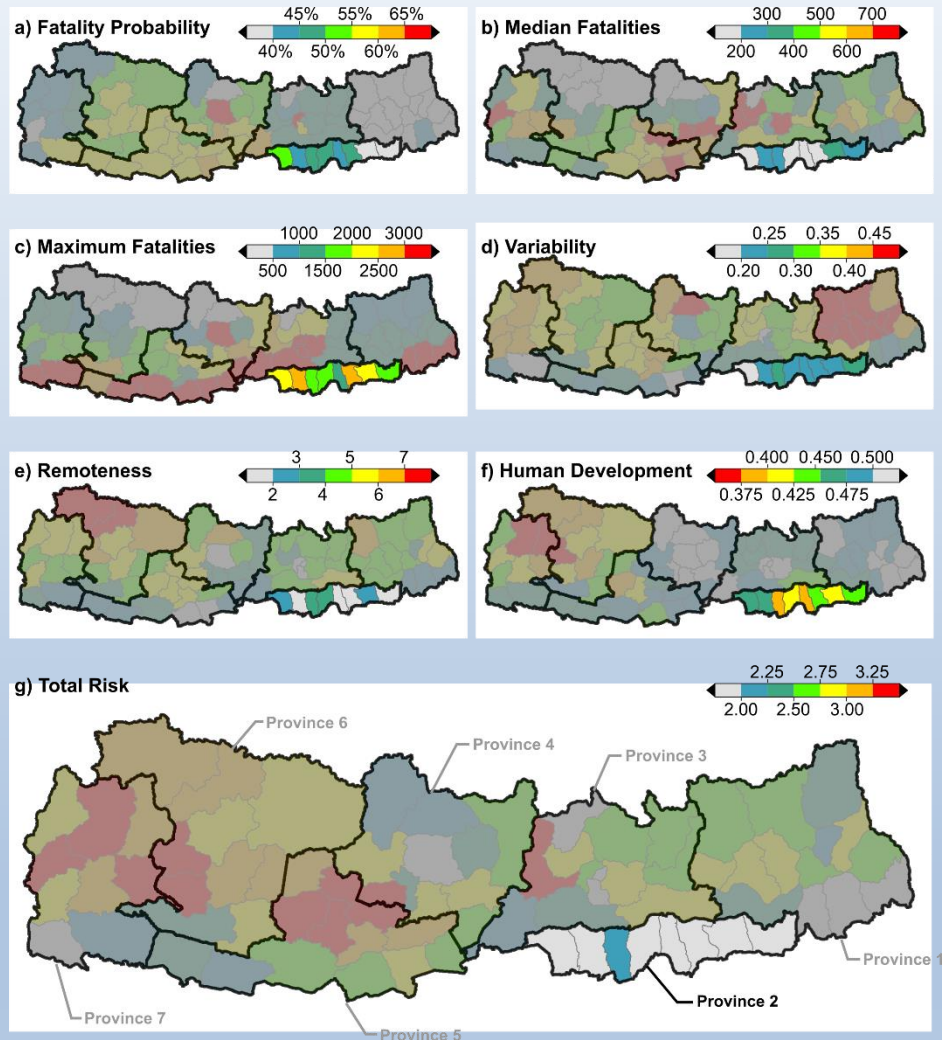 a) Fatality Probability
45% 55% 65%
40% 50% 60%
b) Median Fatalities
300 500 700
200 400 600
c) Maximum Fatalities
1000 2000 3000
500 1500 2500
d) Variability
0.25 0.35 0.45
0.20 0.30 0.40
e) Remoteness
3 5 7
2 4 6
f) Human Development
0.400 0.450 0.500
0.375 0.425 0.475
g) Total Risk
2.25 2.75 3.25
2.00 2.50 3.00
Province 6
Province 4
Province 3
Province 1
Province 2
Province 7
Province 5